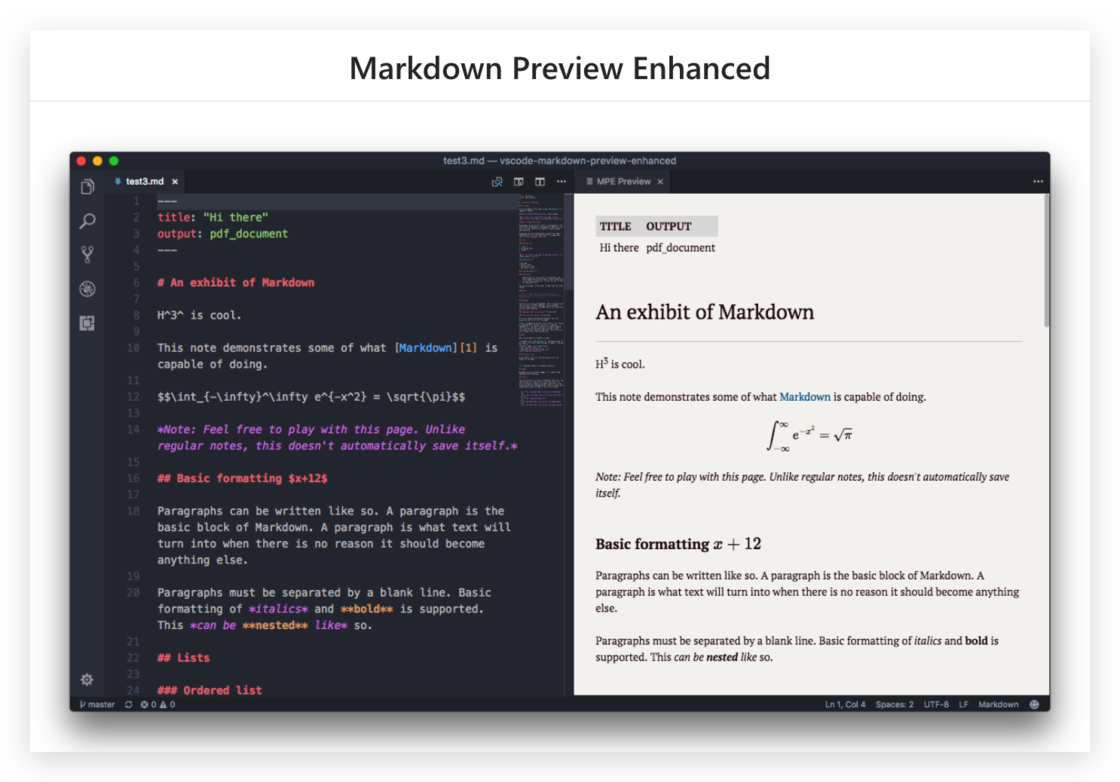 Markdown Preview Enhanced
test3.md — vscode-markdown-preview-enhanced
test3.md ×
MPE Preview ×
1 ---
2 title: "Hi there"
3 output: pdf_document
4 ---
5
6 # An exhibit of Markdown
7
8 H^3^ is cool.
9
10 This note demonstrates some of what [Markdown][1] is
capable of doing.
11
12 $$\int_{-\infty}^\infty e^{-x^2} = \sqrt{\pi}$$
13
14 *Note: Feel free to play with this page. Unlike
regular notes, this doesn't automatically save itself.*
15
16 ## Basic formatting $x+12$
17
18 Paragraphs can be written like so. A paragraph is the
basic block of Markdown. A paragraph is what text will
turn into when there is no reason it should become
anything else.
19
20 Paragraphs must be separated by a blank line. Basic
formatting of *italics* and **bold** is supported.
This *can be **nested** like* so.
21
22 ## Lists
23
24 ### Ordered list
TITLE OUTPUT
Hi there pdf_document
An exhibit of Markdown
H³ is cool.
This note demonstrates some of what Markdown is capable of doing.
∫_{-∞}^{∞} e^{-x²} = √π
Note: Feel free to play with this page. Unlike regular notes, this doesn't automatically save
itself.
Basic formatting x + 12
Paragraphs can be written like so. A paragraph is the basic block of Markdown. A
paragraph is what text will turn into when there is no reason it should become anything
else.
Paragraphs must be separated by a blank line. Basic formatting of italics and bold is
supported. This can be nested like so.
master 0 0
Ln 1, Col 4 Spaces: 2 UTF-8 LF Markdown